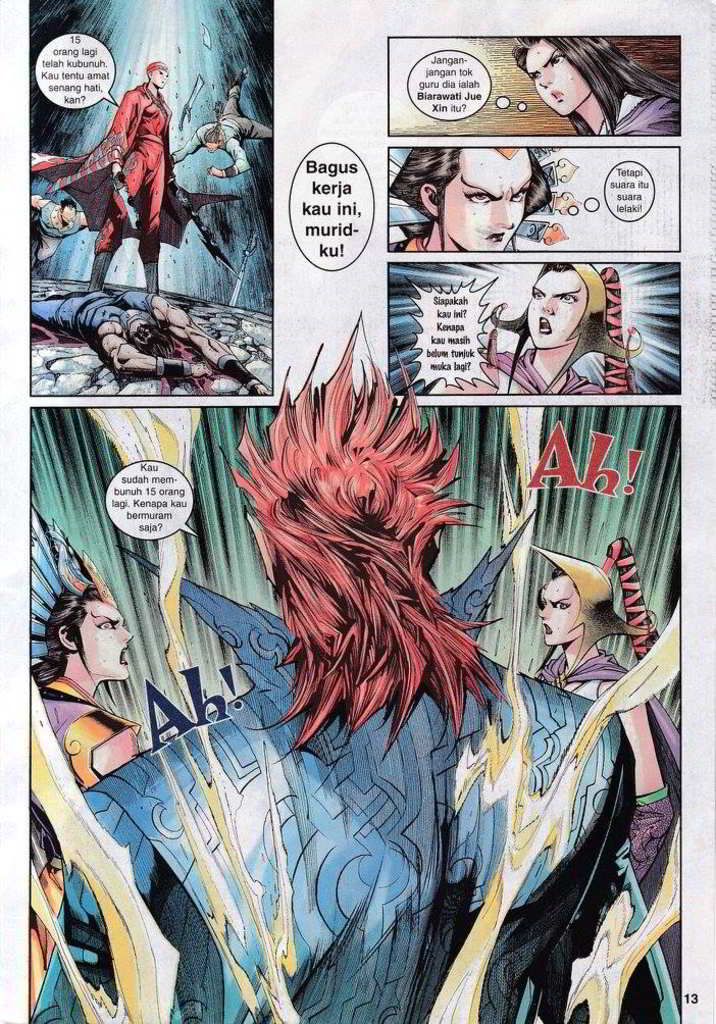 15
orang lagi
telah kubunuh.
Kau tentu amat
senang hati,
kan?
Bagus
kerja
kau ini,
murid-
ku!
Jangan-
jangan tok
guru dia ialah
Biarawati Jue
Xin itu?
Tetapi
suara itu
suara
lelaki!
Siapakah
kau ini?
Kenapa
kau masih
belum tunjuk
muka lagi?
Kau
sudah mem-
bunuh 15 orang
lagi. Kenapa kau
bermuram
saja?
Ah!
Ah!
13